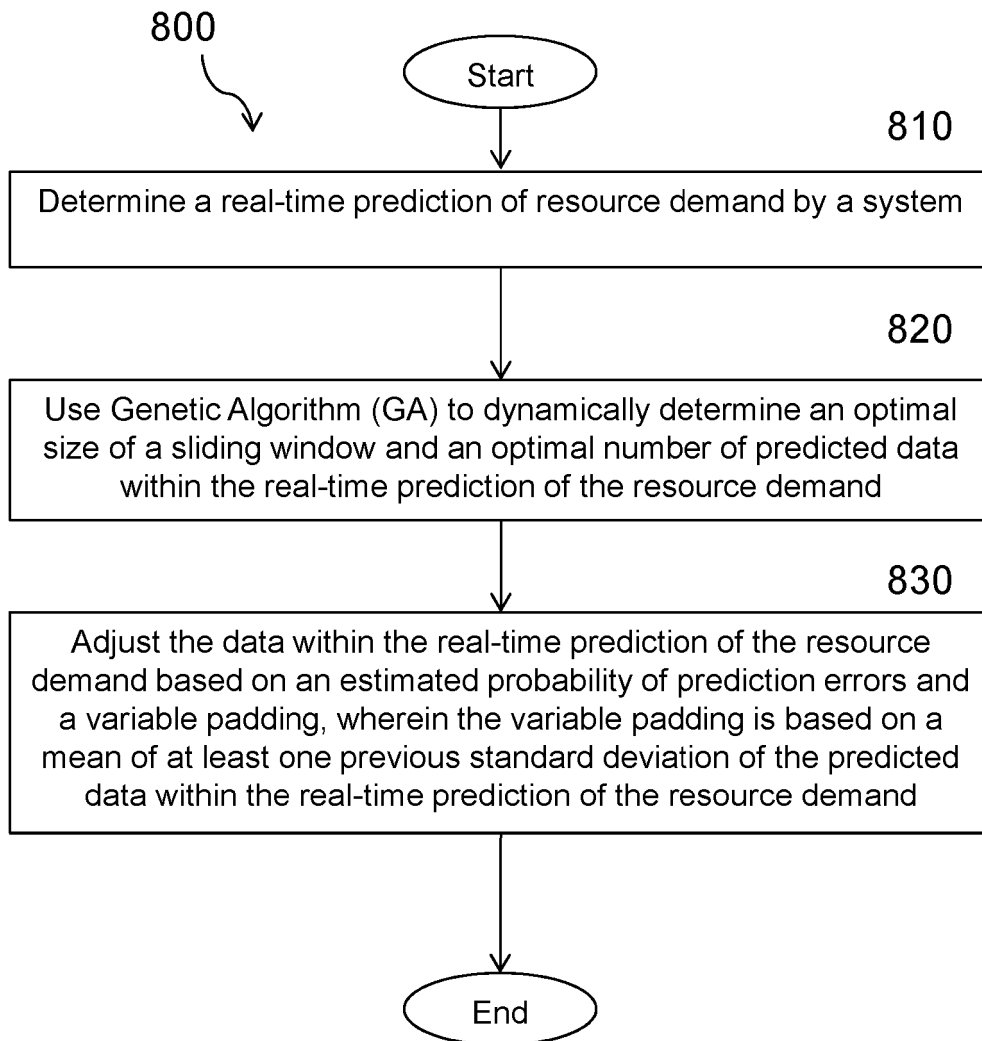 800
Start
810
Determine a real-time prediction of resource demand by a system
820
Use Genetic Algorithm (GA) to dynamically determine an optimal
size of a sliding window and an optimal number of predicted data
within the real-time prediction of the resource demand
830
Adjust the data within the real-time prediction of the resource
demand based on an estimated probability of prediction errors and
a variable padding, wherein the variable padding is based on a
mean of at least one previous standard deviation of the predicted
data within the real-time prediction of the resource demand
End